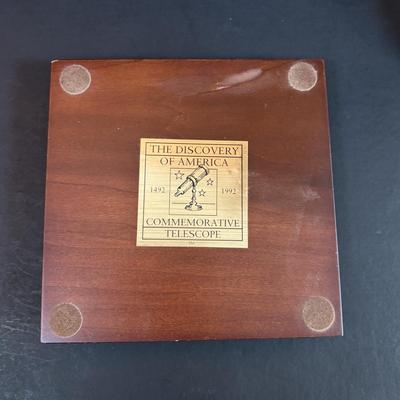 THE DISCOVERY
OF AMERICA
1492 1992
COMMEMORATIVE
TELESCOPE